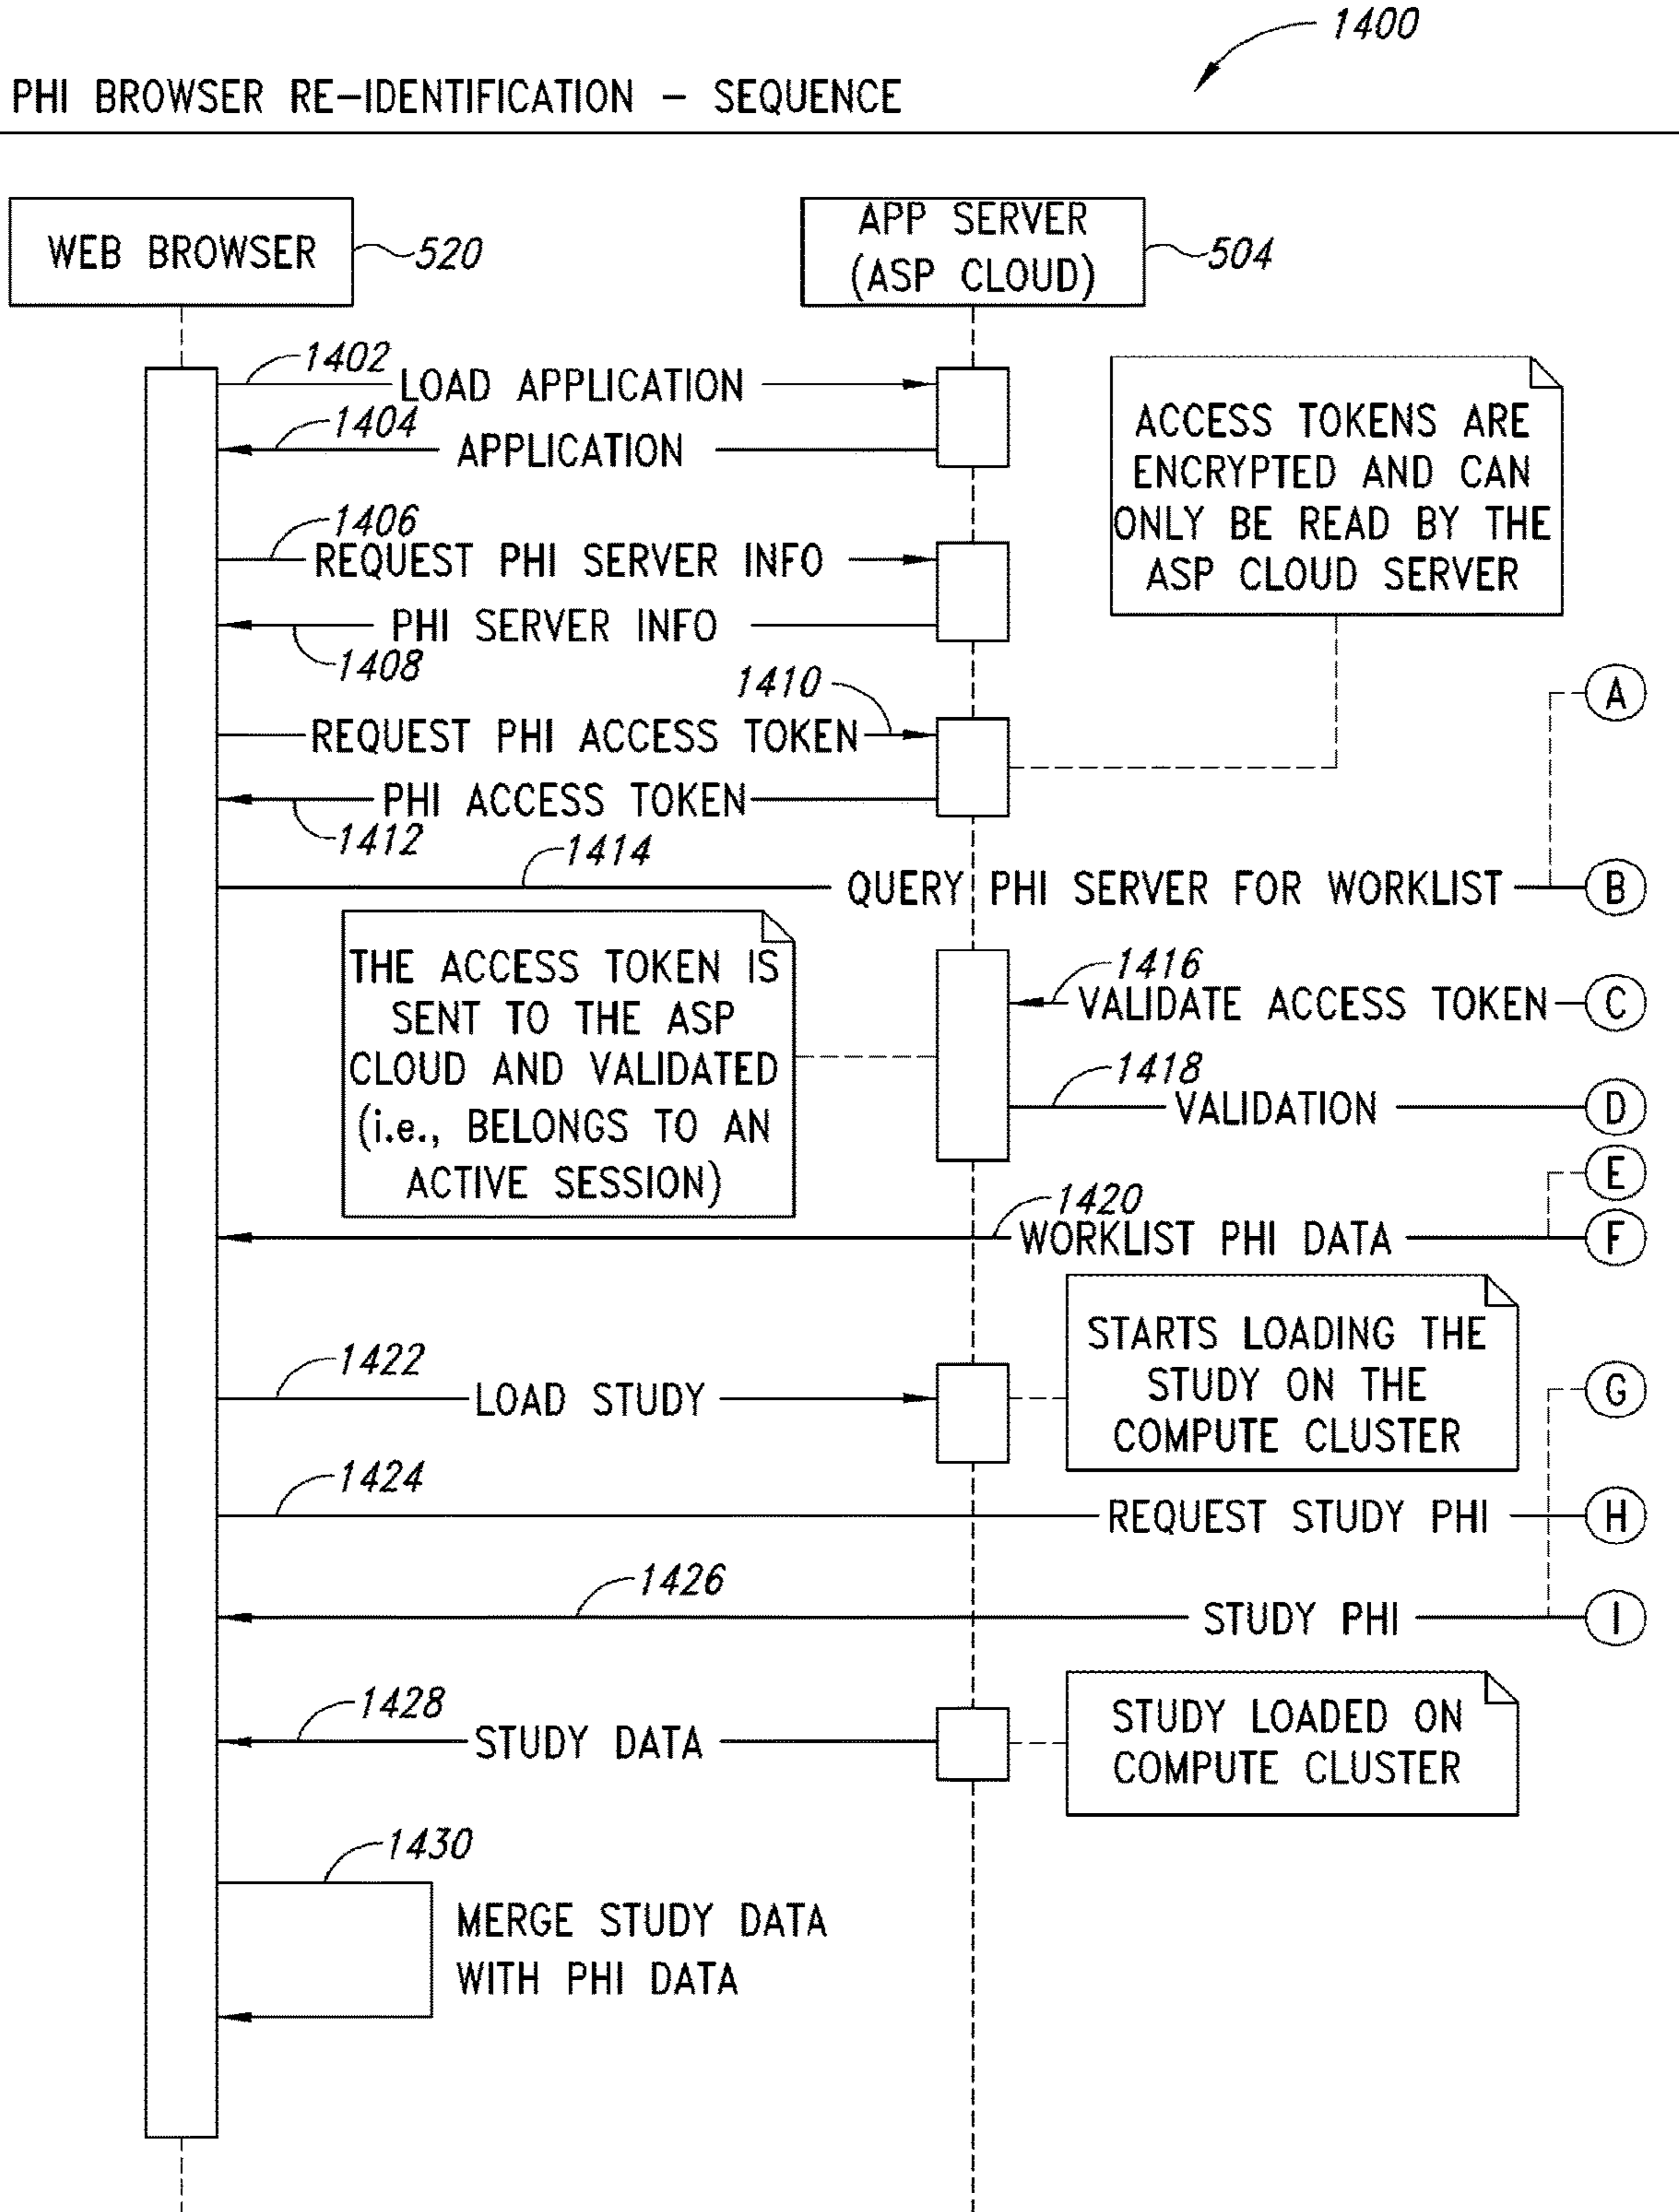 1400
PHI BROWSER RE-IDENTIFICATION - SEQUENCE
WEB BROWSER
520
APP SERVER
(ASP CLOUD)
504
1402
LOAD APPLICATION
1404
APPLICATION
ACCESS TOKENS ARE
ENCRYPTED AND CAN
ONLY BE READ BY THE
ASP CLOUD SERVER
1406
REQUEST PHI SERVER INFO
PHI SERVER INFO
1408
1410
REQUEST PHI ACCESS TOKEN
A
PHI ACCESS TOKEN
1412
1414
QUERY PHI SERVER FOR WORKLIST
B
THE ACCESS TOKEN IS
SENT TO THE ASP
CLOUD AND VALIDATED
(i.e., BELONGS TO AN
ACTIVE SESSION)
1416
VALIDATE ACCESS TOKEN
C
1418
VALIDATION
D
E
1420
WORKLIST PHI DATA
F
1422
LOAD STUDY
STARTS LOADING THE
STUDY ON THE
COMPUTE CLUSTER
G
1424
REQUEST STUDY PHI
H
1426
STUDY PHI
I
1428
STUDY DATA
STUDY LOADED ON
COMPUTE CLUSTER
1430
MERGE STUDY DATA
WITH PHI DATA